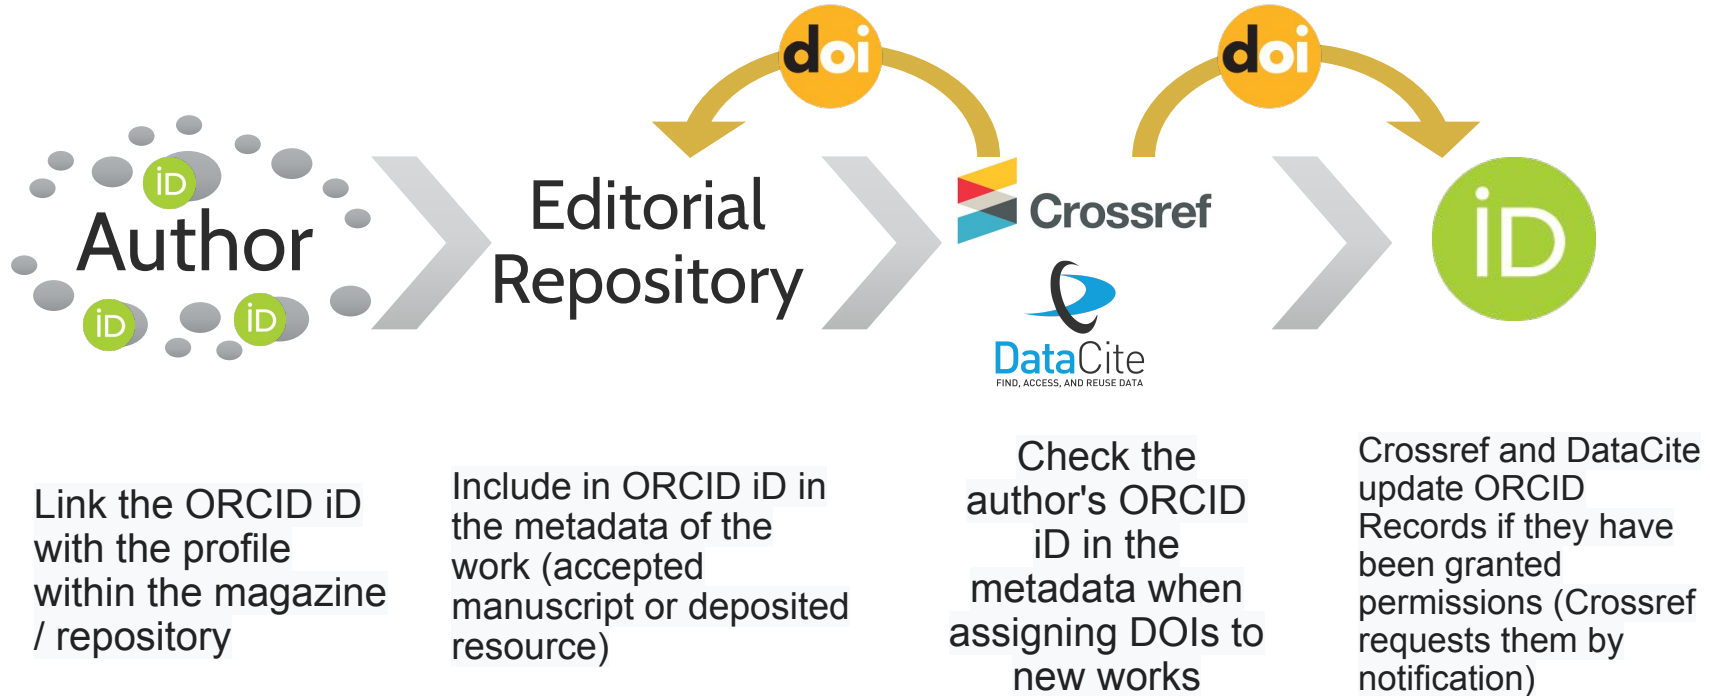 doi
doi
iD
Author
iD
iD
Editorial
Repository
Crossref
DataCite
FIND, ACCESS, AND REUSE DATA
iD
Link the ORCID iD
with the profile
within the magazine
/ repository
Include in ORCID iD in
the metadata of the
work (accepted
manuscript or deposited
resource)
Check the
author's ORCID
iD in the
metadata when
assigning DOIs to
new works
Crossref and DataCite
update ORCID
Records if they have
been granted
permissions (Crossref
requests them by
notification)